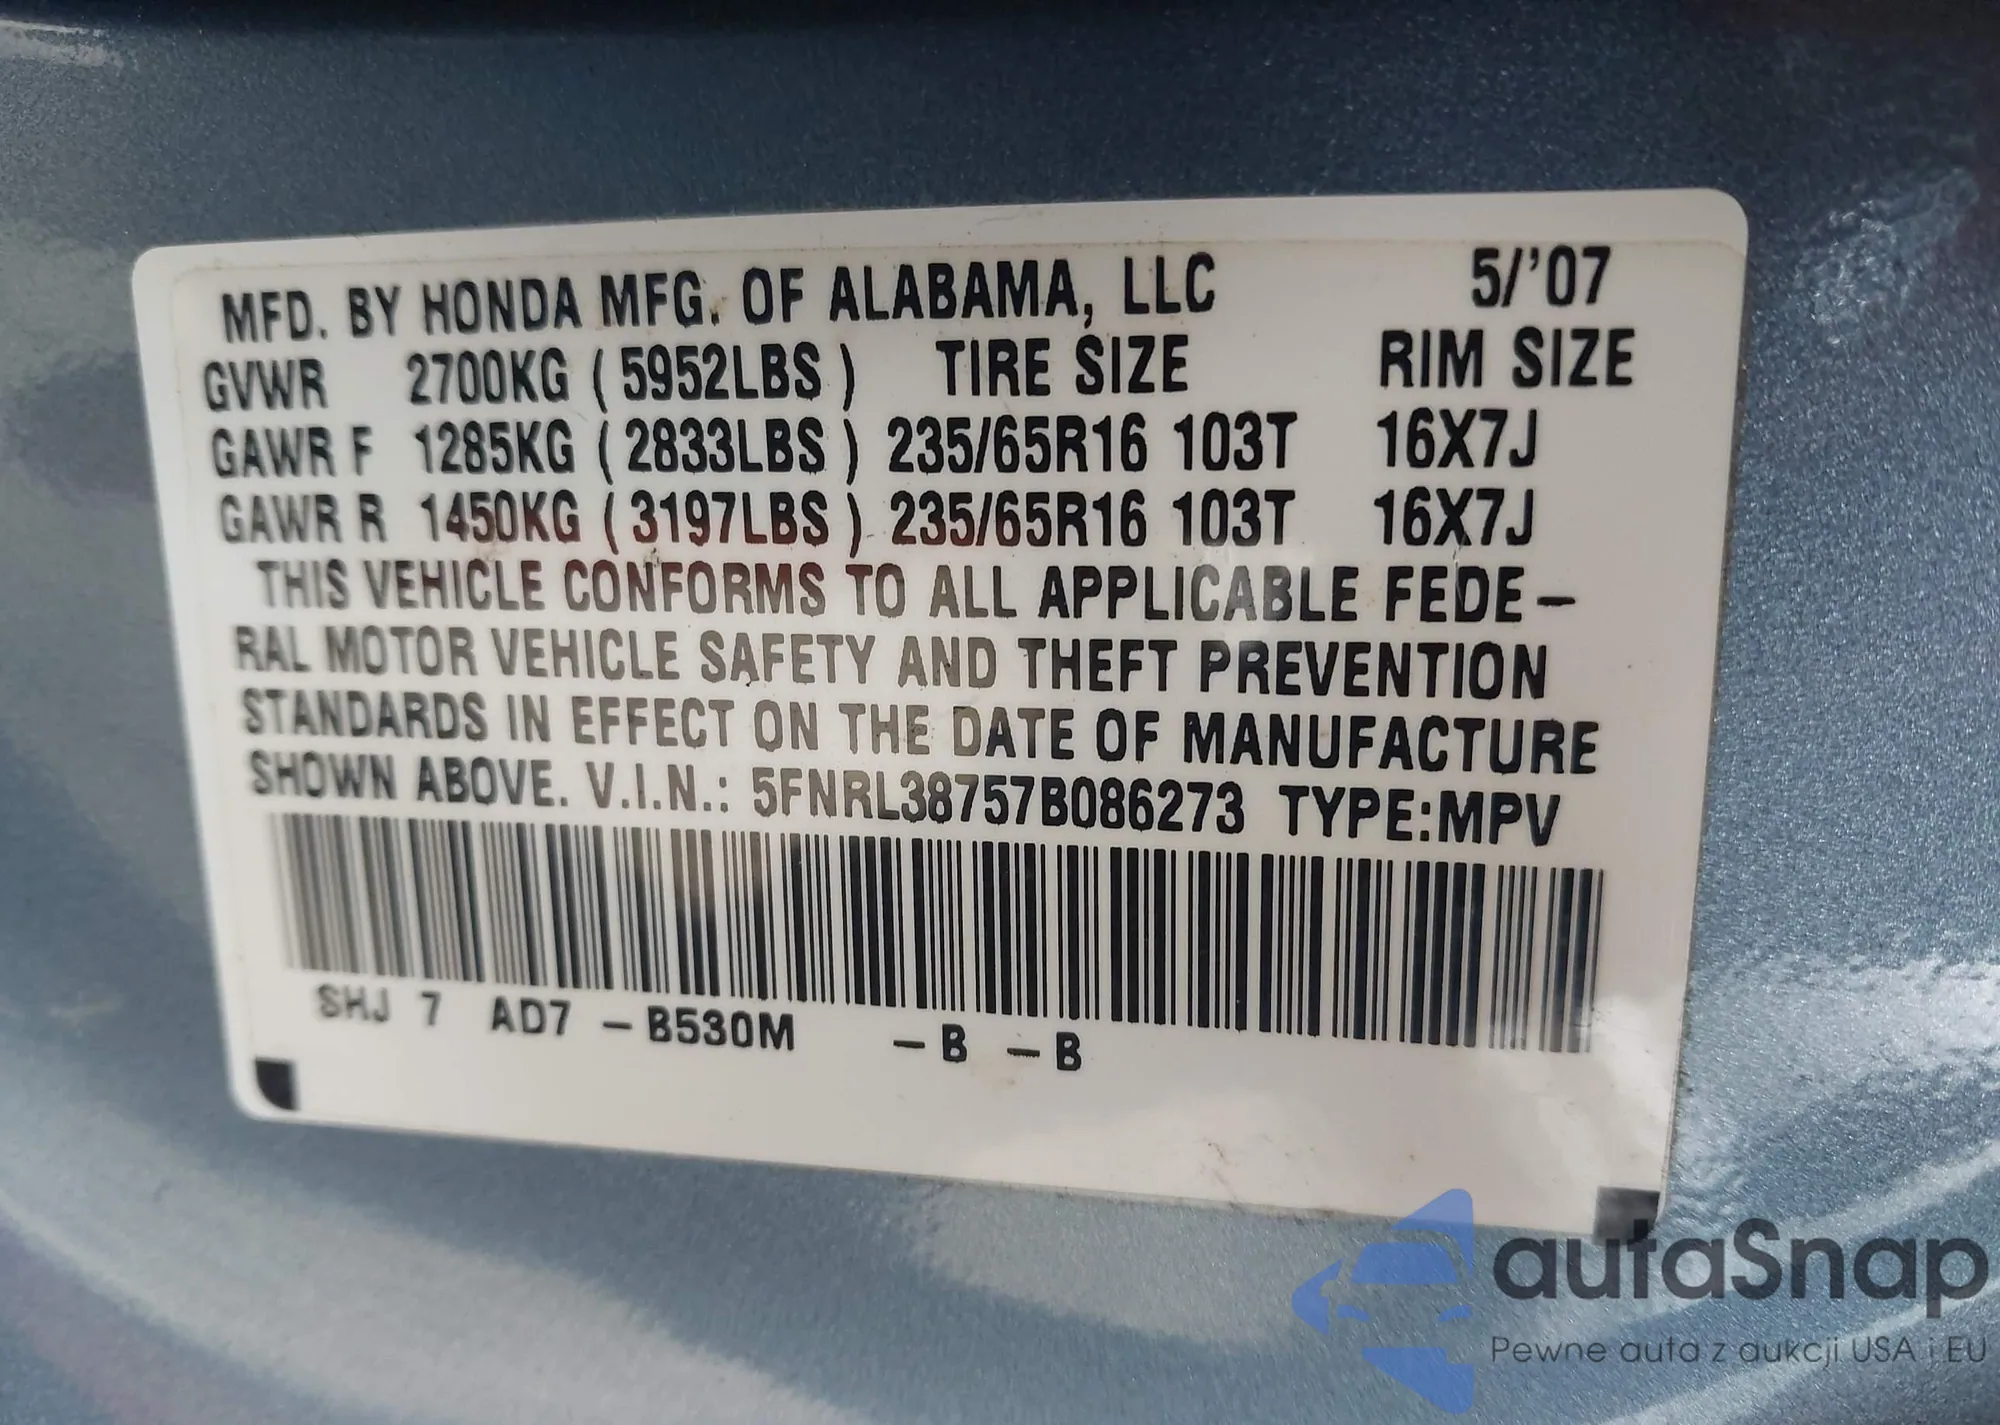 MFD. BY HONDA MFG. OF ALABAMA, LLC 5/'07
GVWR 2700KG ( 5952LBS ) TIRE SIZE RIM SIZE
GAWR F 1285KG ( 2833LBS ) 235/65R16 103T 16X7J
GAWR R 1450KG ( 3197LBS ) 235/65R16 103T 16X7J
THIS VEHICLE CONFORMS TO ALL APPLICABLE FEDE-
RAL MOTOR VEHICLE SAFETY AND THEFT PREVENTION
STANDARDS IN EFFECT ON THE DATE OF MANUFACTURE
SHOWN ABOVE. V.I.N.: 5FNRL38757B086273 TYPE:MPV
SHJ 7 AD7 -B530M -B -B
autaSnap
Pewne auta z aukcji USA i EU